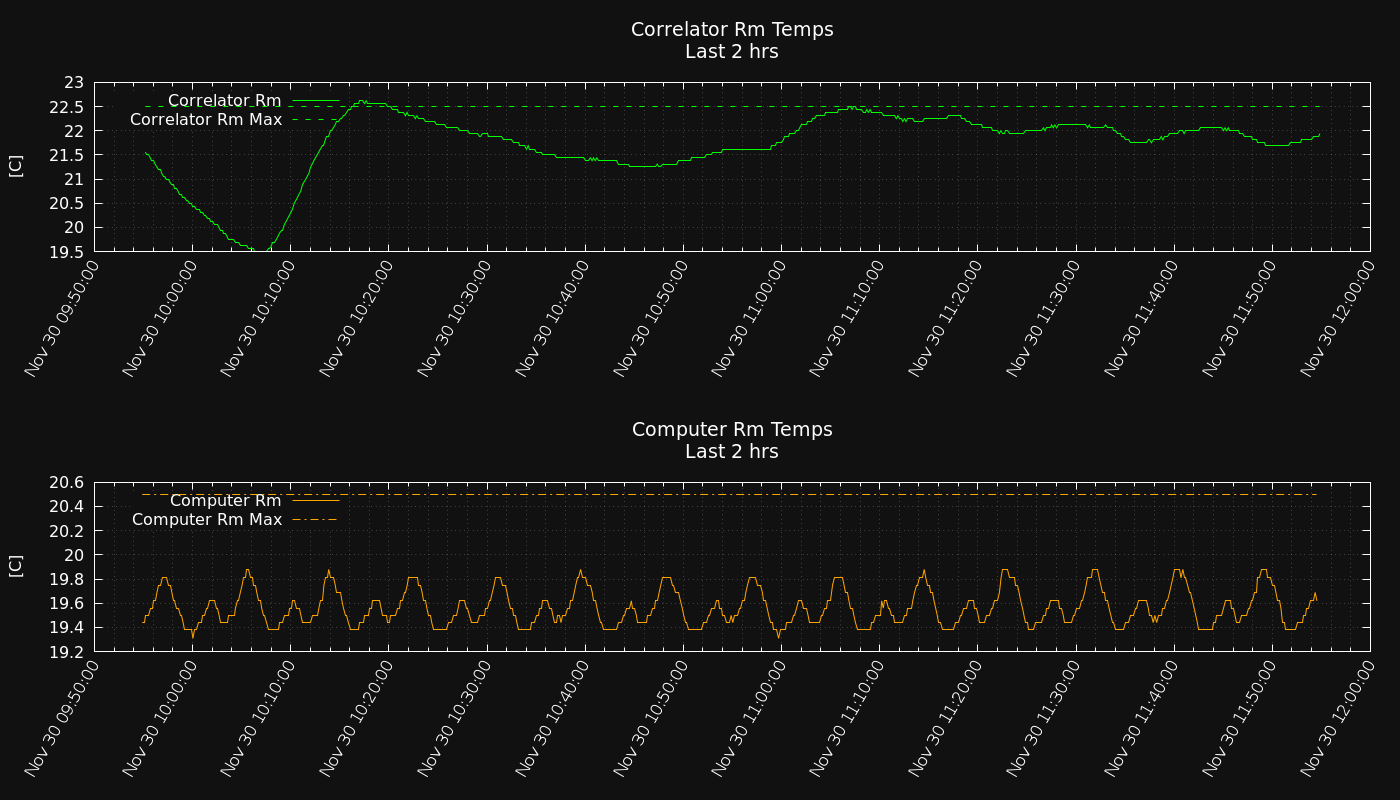 Correlator Rm Temps
Last 2 hrs
[C]
23
22.5
22
21.5
21
20.5
20
19.5
Correlator Rm
Correlator Rm Max
Nov 30 09:50:00
Nov 30 10:00:00
Nov 30 10:10:00
Nov 30 10:20:00
Nov 30 10:30:00
Nov 30 10:40:00
Nov 30 10:50:00
Nov 30 11:00:00
Nov 30 11:10:00
Nov 30 11:20:00
Nov 30 11:30:00
Nov 30 11:40:00
Nov 30 11:50:00
Nov 30 12:00:00
Computer Rm Temps
Last 2 hrs
[C]
20.6
20.4
20.2
20
19.8
19.6
19.4
19.2
Computer Rm
Computer Rm Max
Nov 30 09:50:00
Nov 30 10:00:00
Nov 30 10:10:00
Nov 30 10:20:00
Nov 30 10:30:00
Nov 30 10:40:00
Nov 30 10:50:00
Nov 30 11:00:00
Nov 30 11:10:00
Nov 30 11:20:00
Nov 30 11:30:00
Nov 30 11:40:00
Nov 30 11:50:00
Nov 30 12:00:00